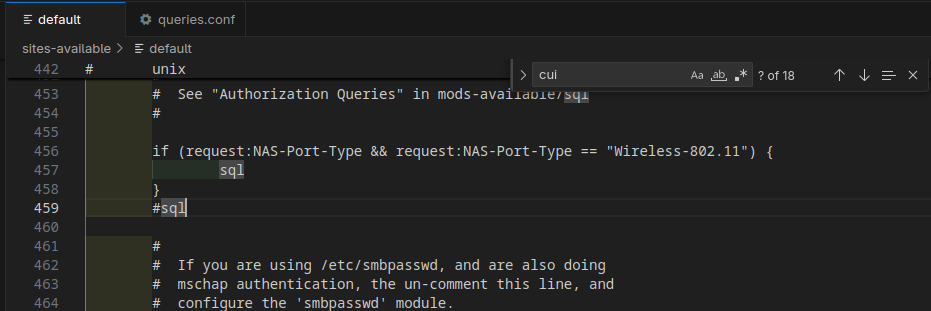 default queries.conf
sites-available > default
442 # unix
> cui Aa ab .* ? of 18
453 # See "Authorization Queries" in mods-available/sql
454 #
455
456 if (request:NAS-Port-Type && request:NAS-Port-Type == "Wireless-802.11") {
457 sql
458 }
459 #sql
460
461 #
462 # If you are using /etc/smbpasswd, and are also doing
463 # mschap authentication, the un-comment this line, and
464 # configure the 'smbpasswd' module.